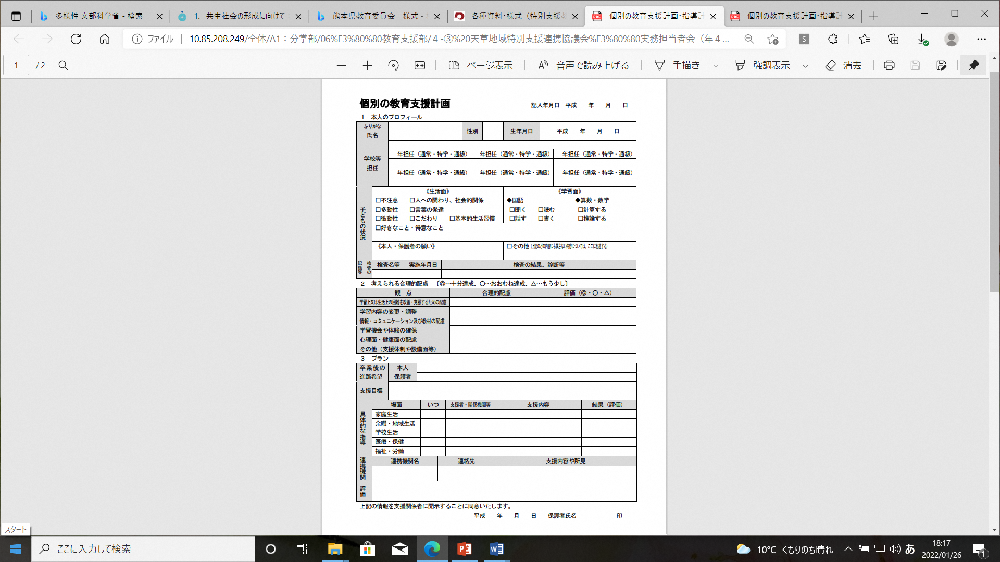 多様性 文部科学省 - 検索
1. 共生社会の形成に向けて
熊本県教育委員会 様式 -
各種資料・様式（特別支援
個別の教育支援計画・指導計
個別の教育支援計画・指導計
ファイル | 10.85.208.249/全体/A1：分掌部/06%E3%80%80教育支援部/４-③%20天草地域特別支援連携協議会%E3%80%80実務担当者会（年４...
S
1 / 2
ページ表示
音声で読み上げる
手描き
強調表示
消去
個別の教育支援計画
記入年月日　平成　　年　　月　　日
１　本人のプロフィール
ふりがな
氏名
性別
生年月日
平成　　年　　月　　日
学校等
担任
年担任（通常・特学・通級） 年担任（通常・特学・通級） 年担任（通常・特学・通級）
年担任（通常・特学・通級） 年担任（通常・特学・通級） 年担任（通常・特学・通級）
子どもの状況
《生活面》
□不注意　□人への関わり、社会的関係
□多動性　□言葉の発達
□衝動性　□こだわり　□基本的生活習慣
《学習面》
◆国語　◆算数・数学
□聞く　□読む　□計算する
□話す　□書く　□推論する
□好きなこと・得意なこと
《本人・保護者の願い》
□その他（上記のどの内容にも属さない内容については、ここに記述する）
検査の記録等
検査名等　実施年月日　検査の結果、診断等
２　考えられる合理的配慮　〔◎…十分達成、〇…おおむね達成、△…もう少し〕
観　点　合理的配慮　評価（◎・〇・△）
学習上又は生活上の困難を改善・克服するための配慮
学習内容の変更・調整
情報・コミュニケーション及び教材の配慮
学習機会や体験の確保
心理面・健康面の配慮
その他（支援体制や設備面等）
３　プラン
卒業後の
進路希望
本人
保護者
支援目標
具体的な指導
場面　いつ　支援者・関係機関等　支援内容　結果（評価）
家庭生活
余暇・地域生活
学校生活
医療・保健
福祉・労働
連携機関
連携機関名　連絡先　支援内容や所見
評価
上記の情報を支援関係者に開示することに同意いたします。
平成　　年　　月　　日　　保護者氏名　　　　　　　印
スタート
ここに入力して検索
10°C くもりのち晴れ
あ
18:17
2022/01/26
1